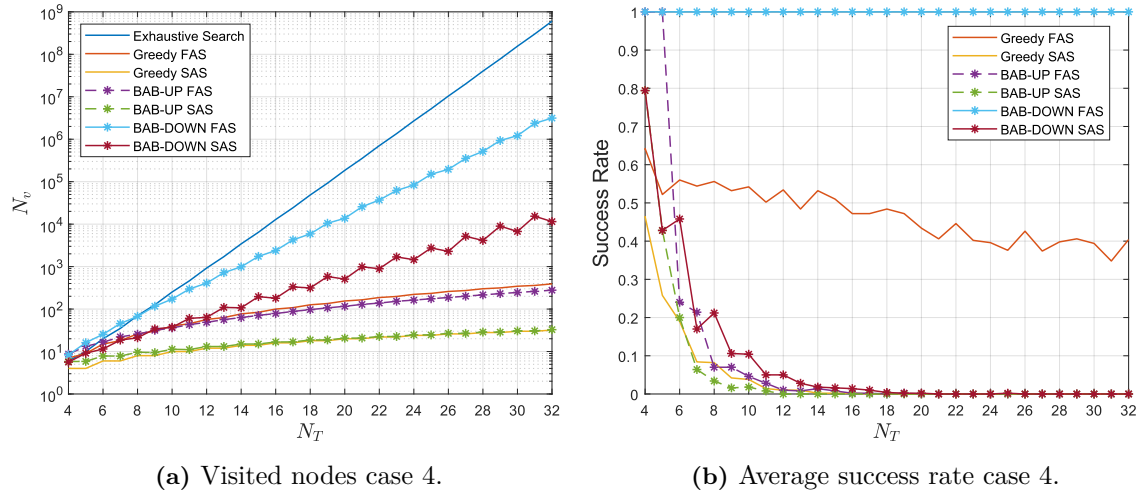 10^9
10^8
10^7
10^6
10^5
10^4
10^3
10^2
10^1
10^0
N_v
Exhaustive Search
Greedy FAS
Greedy SAS
BAB-UP FAS
BAB-UP SAS
BAB-DOWN FAS
BAB-DOWN SAS
4 6 8 10 12 14 16 18 20 22 24 26 28 30 32
N_T
(a) Visited nodes case 4.
1
0.9
0.8
0.7
0.6
0.5
0.4
0.3
0.2
0.1
0
Success Rate
Greedy FAS
Greedy SAS
BAB-UP FAS
BAB-UP SAS
BAB-DOWN FAS
BAB-DOWN SAS
4 6 8 10 12 14 16 18 20 22 24 26 28 30 32
N_T
(b) Average success rate case 4.